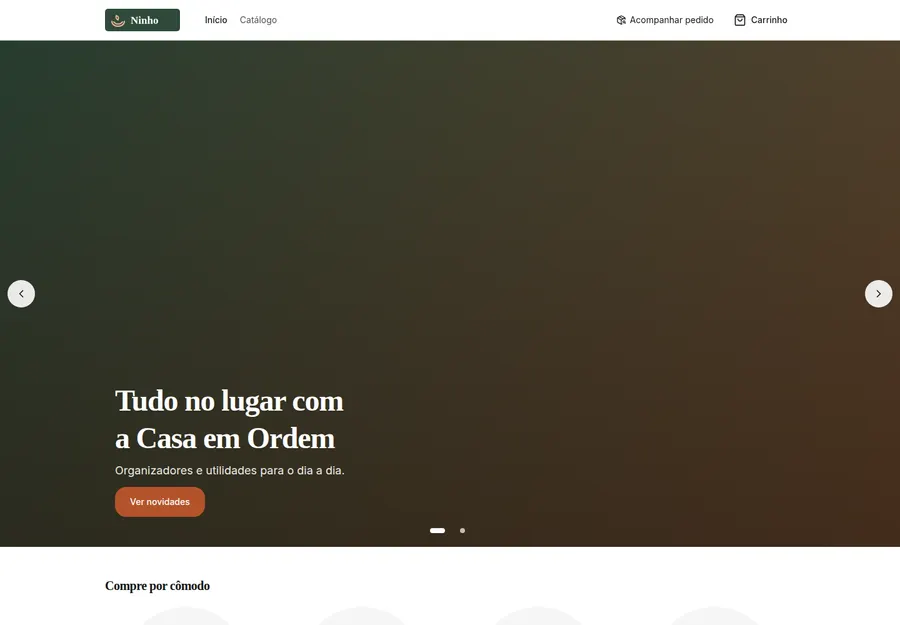 Ninho
Início
Catálogo
Acompanhar pedido
Carrinho
Tudo no lugar com
a Casa em Ordem
Organizadores e utilidades para o dia a dia.
Ver novidades
Compre por cômodo